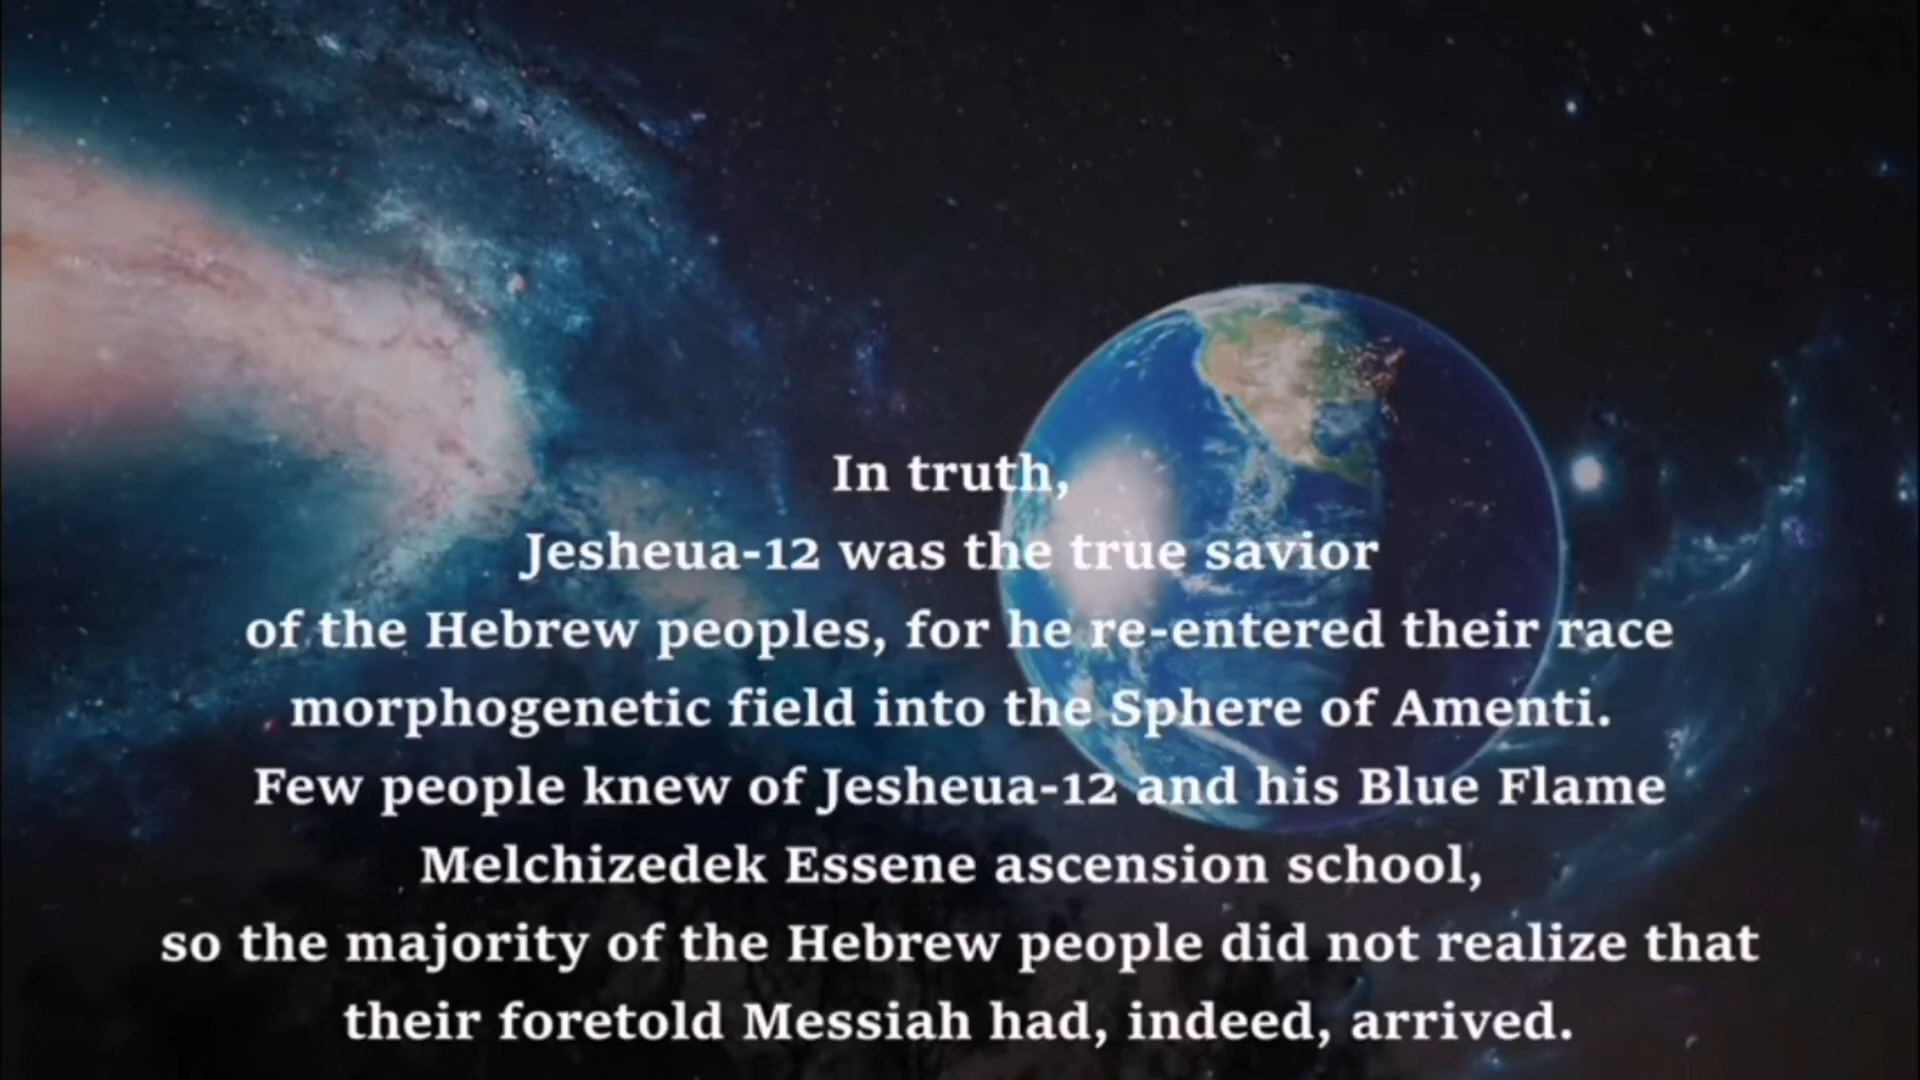 In truth,
Jesheua-12 was the true savior
of the Hebrew peoples, for he re-entered their race
morphogenetic field into the Sphere of Amenti.
Few people knew of Jesheua-12 and his Blue Flame
Melchizedek Essene ascension school,
so the majority of the Hebrew people did not realize that
their foretold Messiah had, indeed, arrived.